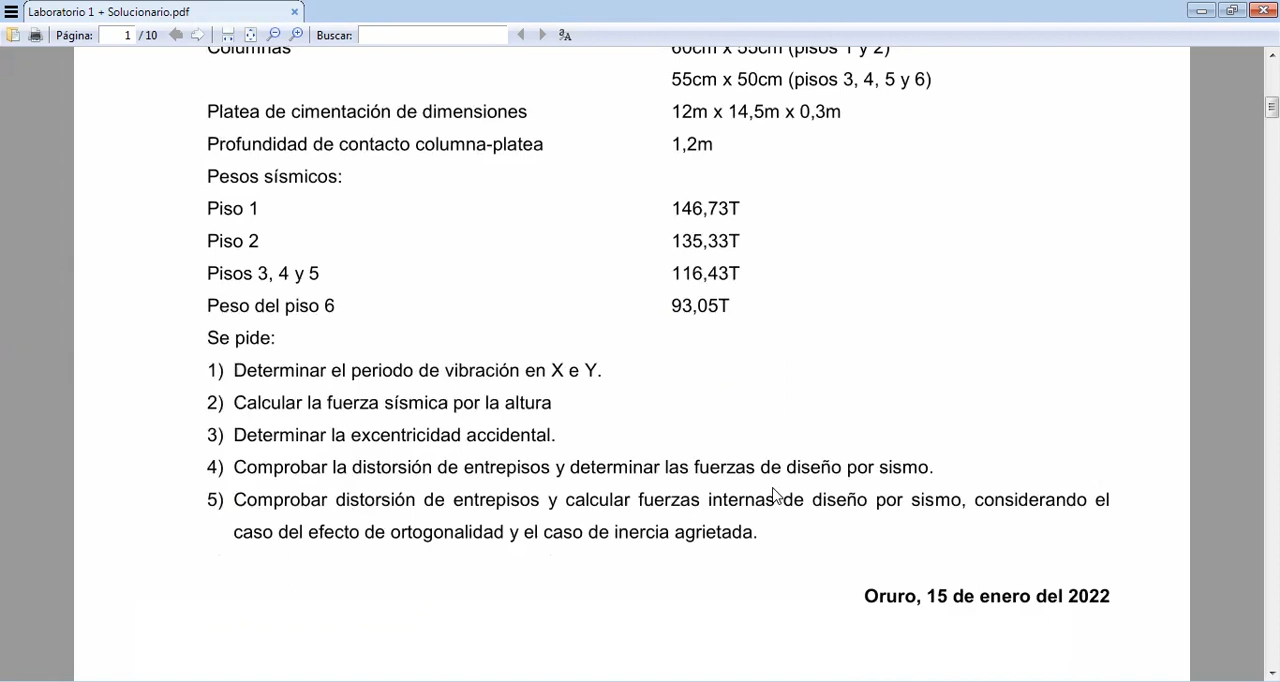 Laboratorio 1 + Solucionario.pdf
Página: 1 / 10 Buscar:
Columnas 60cm x 55cm (pisos 1 y 2)
55cm x 50cm (pisos 3, 4, 5 y 6)
Platea de cimentación de dimensiones 12m x 14,5m x 0,3m
Profundidad de contacto columna-platea 1,2m
Pesos sísmicos:
Piso 1 146,73T
Piso 2 135,33T
Pisos 3, 4 y 5 116,43T
Peso del piso 6 93,05T
Se pide:
1) Determinar el periodo de vibración en X e Y.
2) Calcular la fuerza sísmica por la altura
3) Determinar la excentricidad accidental.
4) Comprobar la distorsión de entrepisos y determinar las fuerzas de diseño por sismo.
5) Comprobar distorsión de entrepisos y calcular fuerzas internas de diseño por sismo, considerando el
caso del efecto de ortogonalidad y el caso de inercia agrietada.
Oruro, 15 de enero del 2022